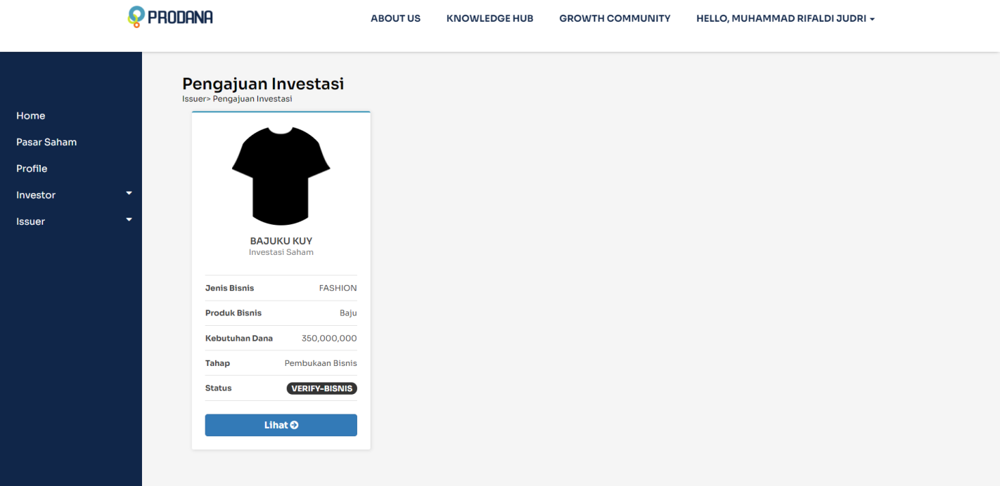 PRODANA
ABOUT US KNOWLEDGE HUB GROWTH COMMUNITY HELLO, MUHAMMAD RIFALDI JUDRI
Home
Pasar Saham
Profile
Investor
Issuer
Pengajuan Investasi
Issuer> Pengajuan Investasi
BAJUKU KUY
Investasi Saham
Jenis Bisnis FASHION
Produk Bisnis Baju
Kebutuhan Dana 350,000,000
Tahap Pembukaan Bisnis
Status VERIFY-BISNIS
Lihat